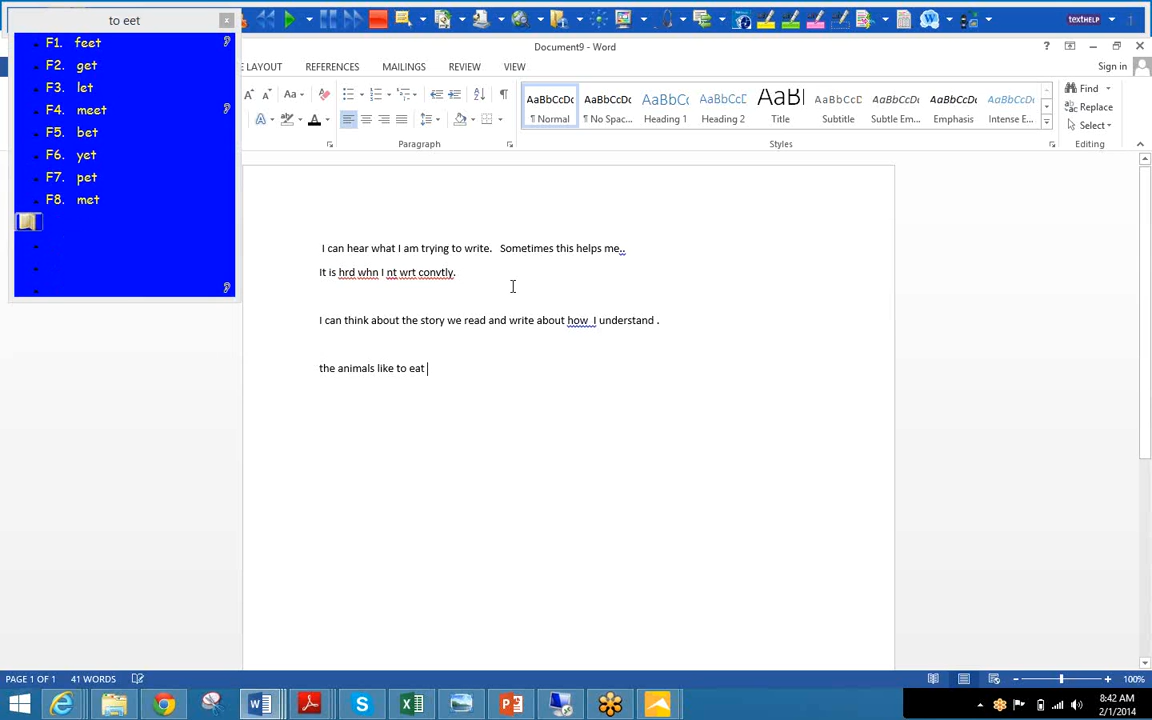 to eet
x
F1. feet
F2. get
F3. let
F4. meet
F5. bet
F6. yet
F7. pet
F8. met
TEXTHELP
Document9 - Word
?
LAYOUT REFERENCES MAILINGS REVIEW VIEW
Sign in
Aa
AaBbCcDc AaBbCcDc AaBbCc AaBbCcD AaBl AaBbCcD AaBbCcDc AaBbCcDc AaBbCcDc
¶ Normal ¶ No Spac... Heading 1 Heading 2 Title Subtitle Subtle Em... Emphasis Intense E...
Find
Replace
Select
Paragraph Styles Editing
I can hear what I am trying to write. Sometimes this helps me..
It is hrd whn I nt wrt convtly.
I can think about the story we read and write about how I understand .
the animals like to eat
PAGE 1 OF 1 41 WORDS 100%
8:42 AM
2/1/2014